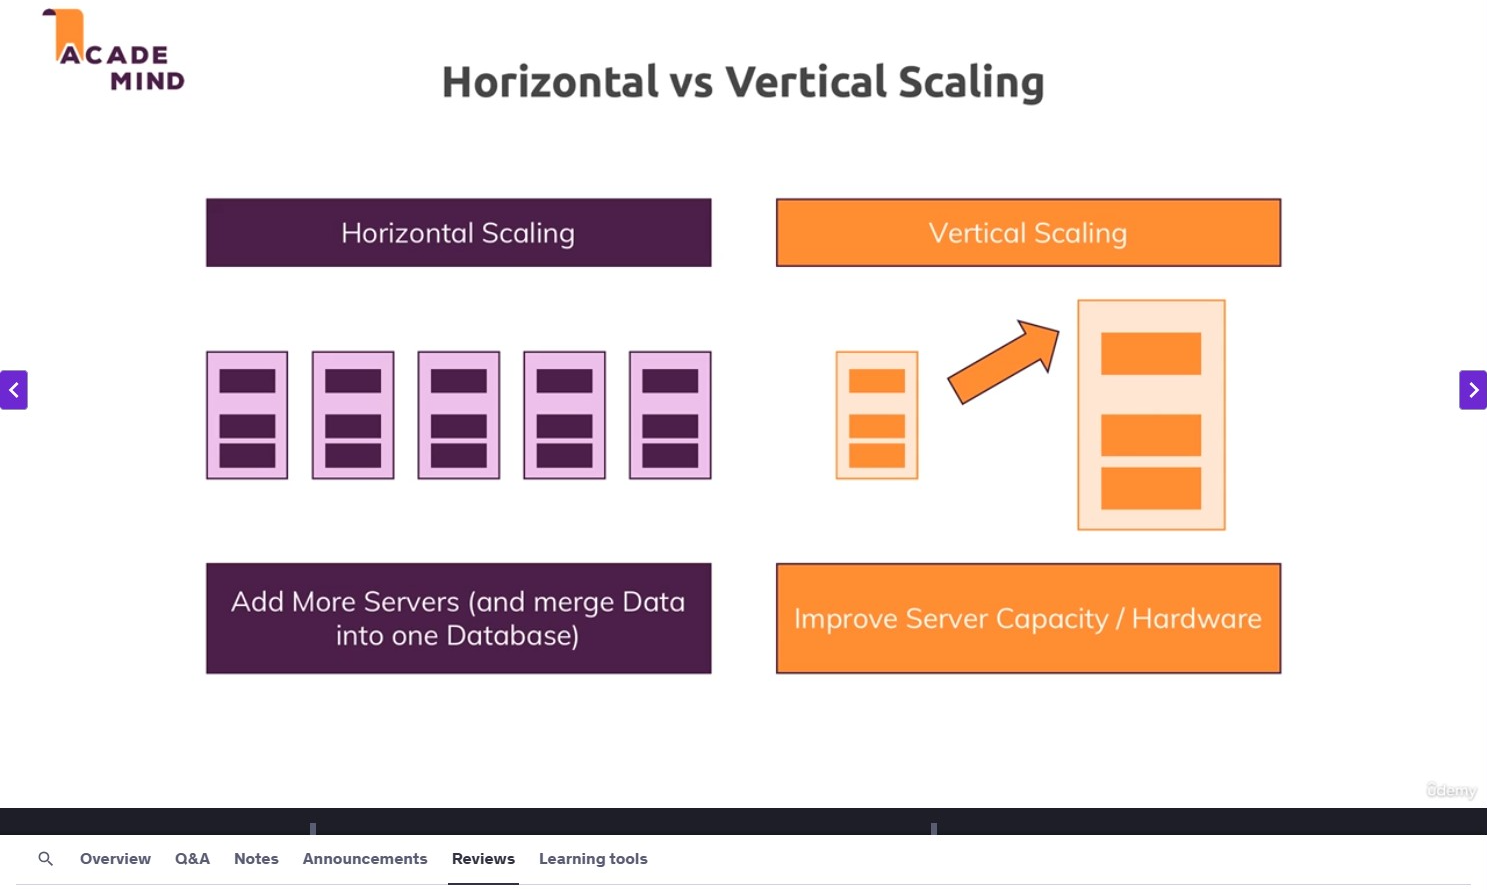 ACADE
MIND
Horizontal vs Vertical Scaling
Horizontal Scaling
Vertical Scaling
Add More Servers (and merge Data
into one Database)
Improve Server Capacity / Hardware
ûdemy
Overview
Q&A
Notes
Announcements
Reviews
Learning tools